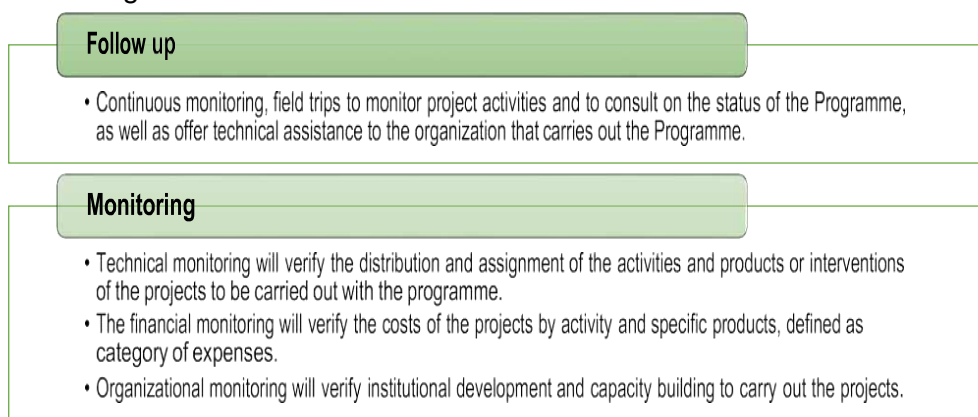 Follow up
• Continuous monitoring, field trips to monitor project activities and to consult on the status of the Programme,
as well as offer technical assistance to the organization that carries out the Programme.
Monitoring
• Technical monitoring will verify the distribution and assignment of the activities and products or interventions
of the projects to be carried out with the programme.
• The financial monitoring will verify the costs of the projects by activity and specific products, defined as
category of expenses.
• Organizational monitoring will verify institutional development and capacity building to carry out the projects.